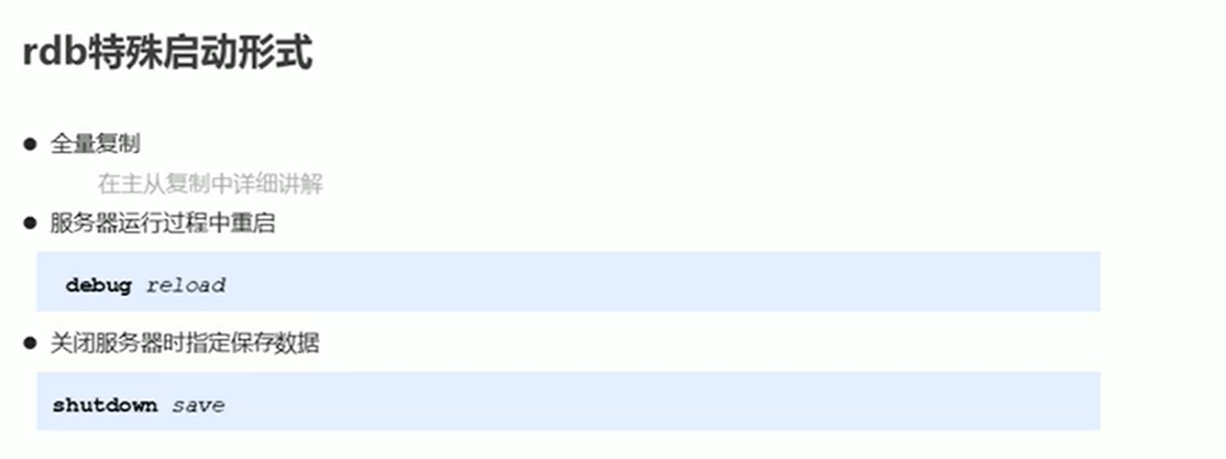 rdb特殊启动形式
● 全量复制
在主从复制中详细讲解
● 服务器运行过程中重启
debug reload
● 关闭服务器时指定保存数据
shutdown save